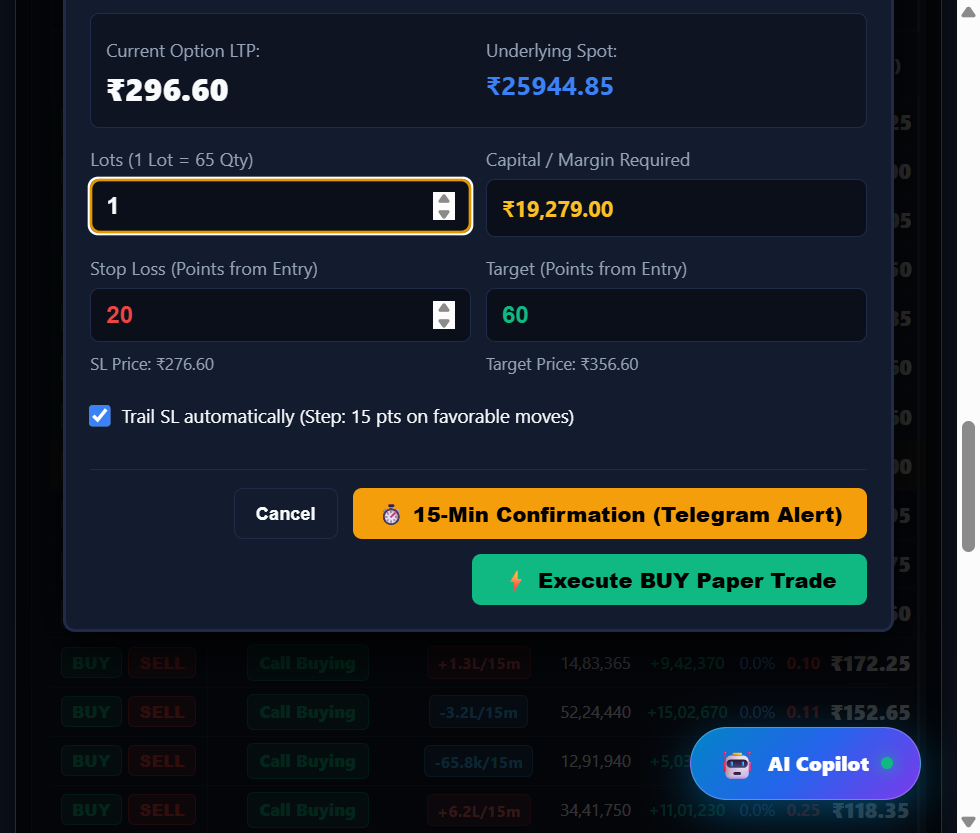 Current Option LTP: Underlying Spot:
₹296.60 ₹25944.85
Lots (1 Lot = 65 Qty) Capital / Margin Required
1 ₹19,279.00
Stop Loss (Points from Entry) Target (Points from Entry)
20 60
SL Price: ₹276.60 Target Price: ₹356.60
Trail SL automatically (Step: 15 pts on favorable moves)
Cancel 15-Min Confirmation (Telegram Alert)
Execute BUY Paper Trade
BUY SELL Call Buying +1.3L/15m 14,83,365 +9,42,370 0.0% 0.10 ₹172.25
BUY SELL Call Buying -3.2L/15m 52,24,440 +15,02,670 0.0% 0.11 ₹152.65
BUY SELL Call Buying -65.8k/15m 12,91,940
AI Copilot
BUY SELL Call Buying +6.2L/15m 34,41,750 +11,01,230 0.0% 0.25 ₹118.35